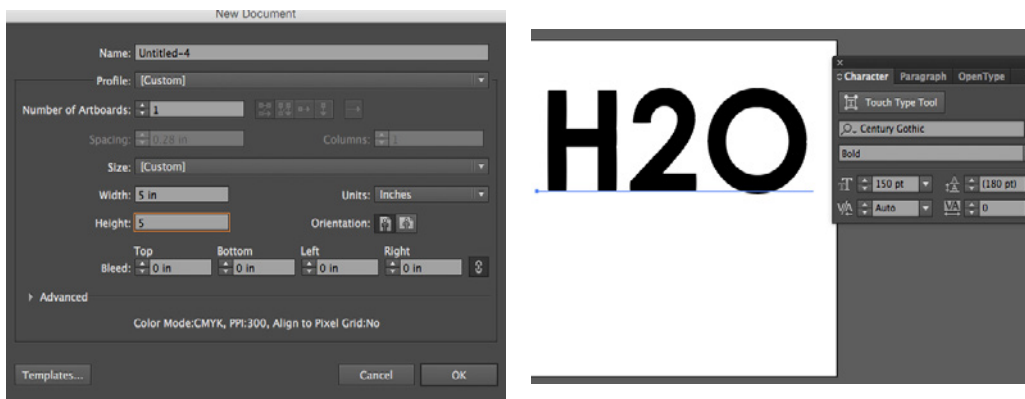 New Document
Name: Untitled-4
Profile: [Custom]
Number of Artboards: 1
Spacing: 0.28 in Columns: 1
Size: [Custom]
Width: 5 in Units: Inches
Height: 5 Orientation:
Top Bottom Left Right
Bleed: 0 in 0 in 0 in 0 in
Advanced
Color Mode:CMYK, PPI:300, Align to Pixel Grid:No
Templates... Cancel OK
H2O
Character Paragraph OpenType
Touch Type Tool
Century Gothic
Bold
150 pt (180 pt)
Auto 0